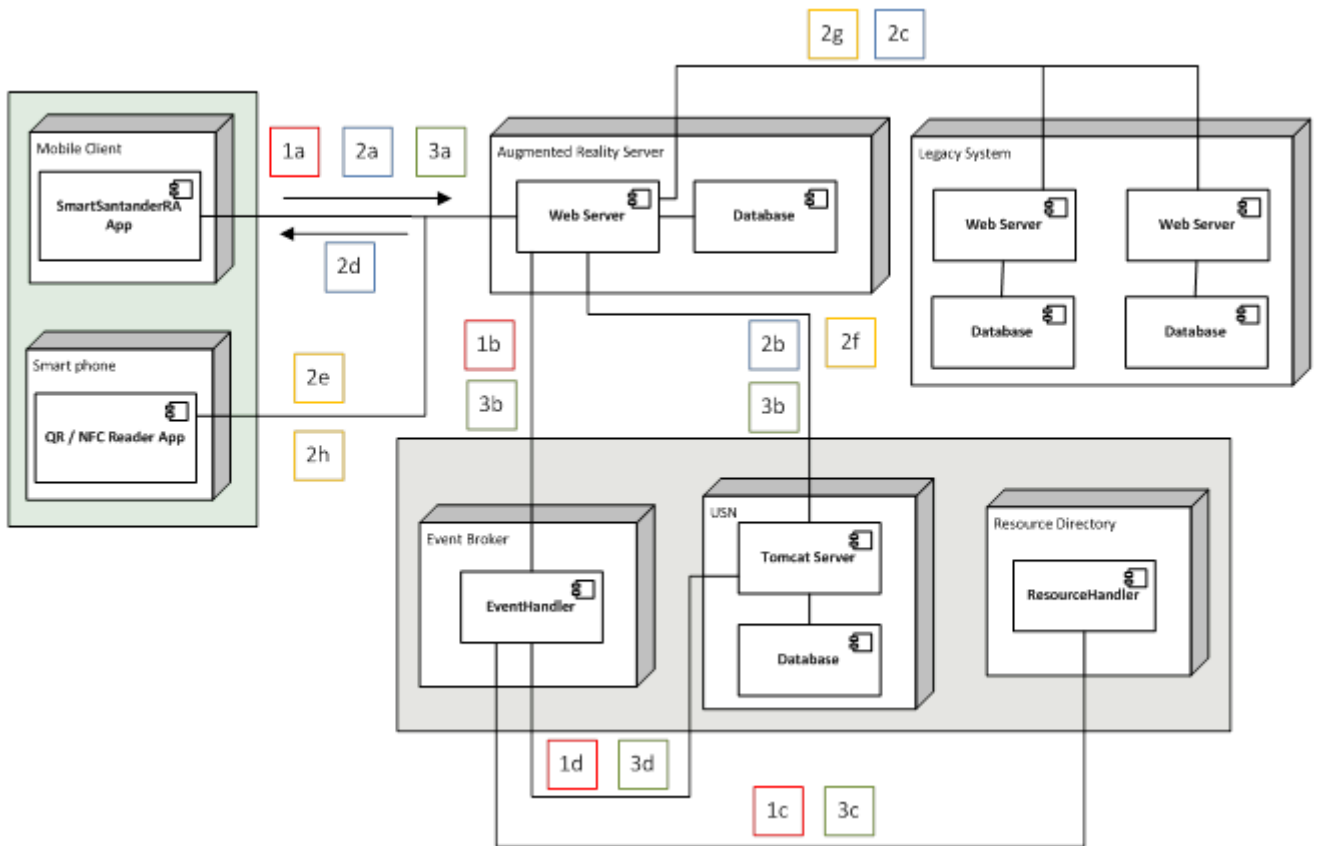 2g 2c
Mobile Client
SmartSantanderRA
App
1a 2a 3a
2d
Augmented Reality Server
Web Server
Database
Legacy System
Web Server
Web Server
Database
Database
Smart phone
QR / NFC Reader App
2e
2h
1b
3b
2b 2f
3b
Event Broker
EventHandler
USN
Tomcat Server
Database
Resource Directory
ResourceHandler
1d 3d
1c 3c